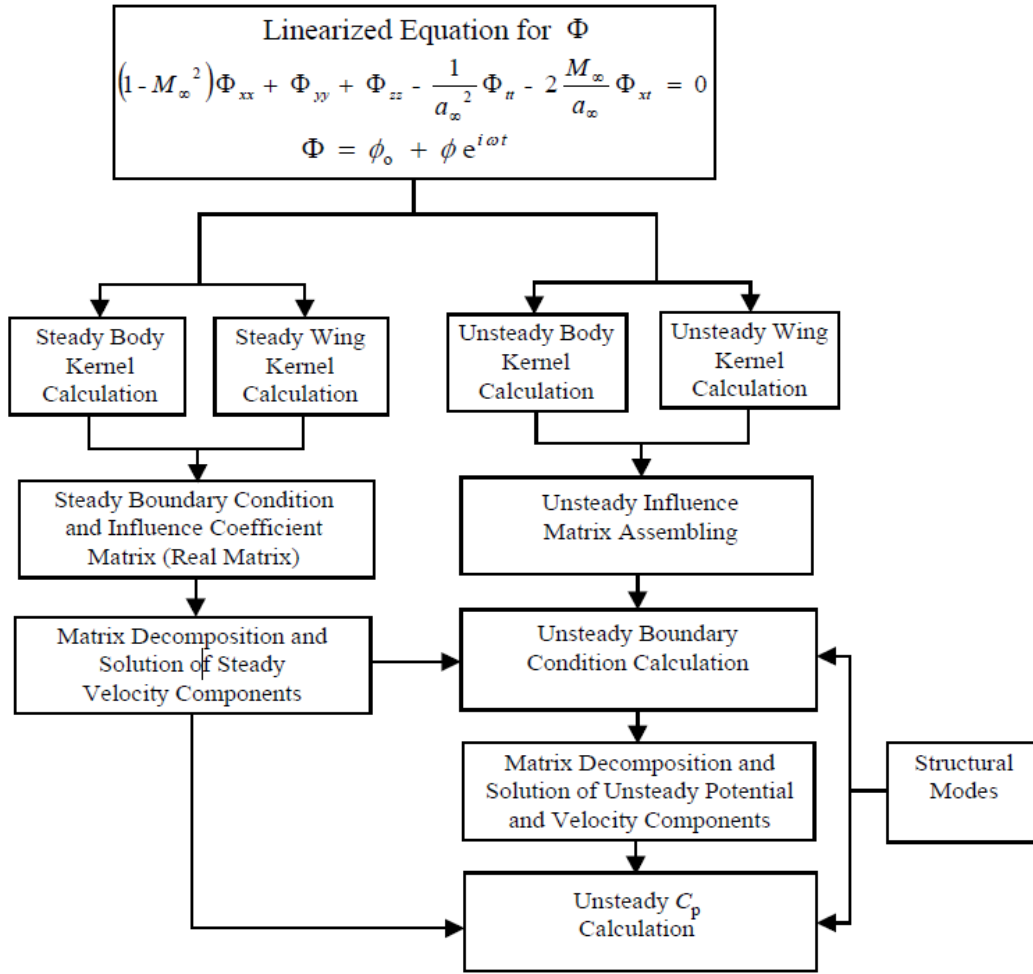 Linearized Equation for Φ
(1 - M∞²)Φxx + Φyy + Φzz - 1/a∞² Φtt - 2 M∞/a∞ Φxt = 0
Φ = ϕo + ϕ e^{iωt}
Steady Body
Kernel
Calculation
Steady Wing
Kernel
Calculation
Unsteady Body
Kernel
Calculation
Unsteady Wing
Kernel
Calculation
Steady Boundary Condition
and Influence Coefficient
Matrix (Real Matrix)
Unsteady Influence
Matrix Assembling
Matrix Decomposition and
Solution of Steady
Velocity Components
Unsteady Boundary
Condition Calculation
Matrix Decomposition and
Solution of Unsteady Potential
and Velocity Components
Structural
Modes
Unsteady Cp
Calculation